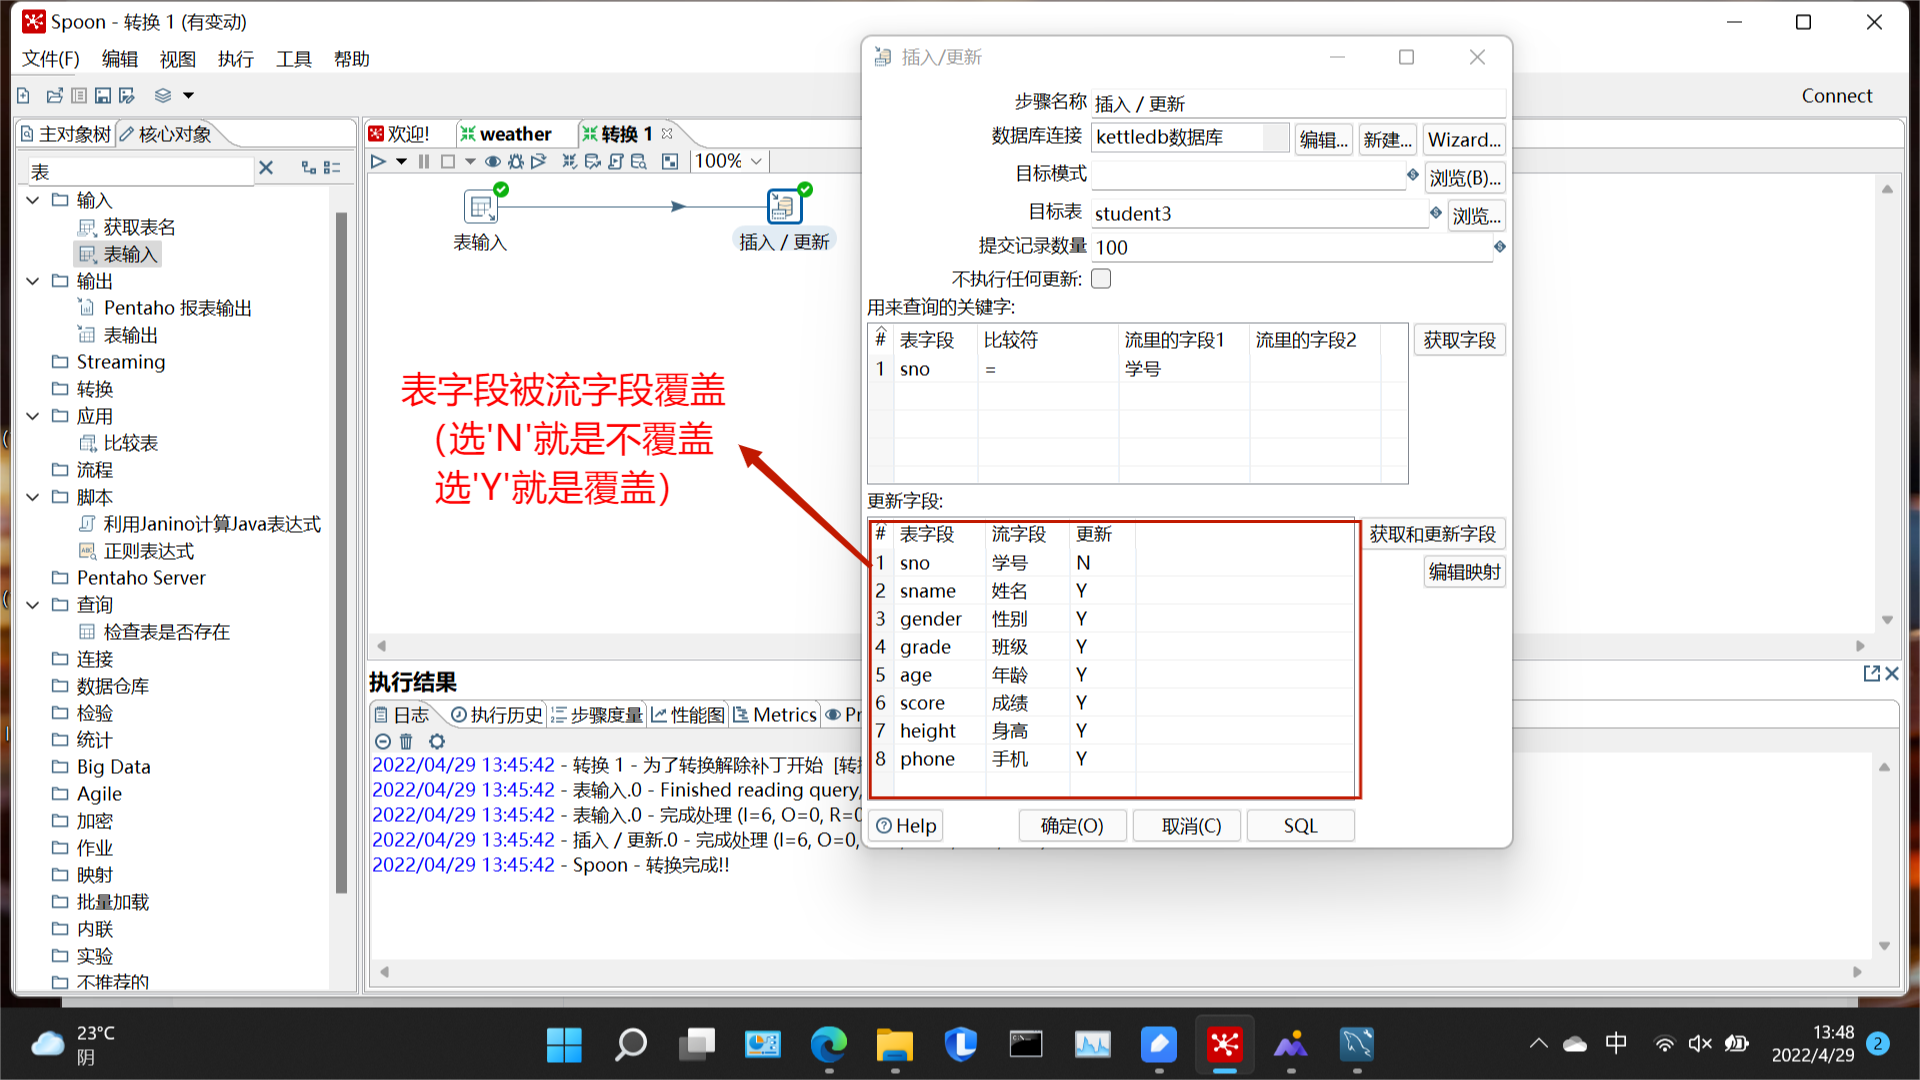 Spoon - 转换 1 (有变动)
文件(F) 编辑 视图 执行 工具 帮助
Connect
主对象树 核心对象
表
输入
获取表名
表输入
输出
Pentaho 报表输出
表输出
Streaming
转换
应用
比较表
流程
脚本
利用Janino计算Java表达式
正则表达式
Pentaho Server
查询
检查表是否存在
连接
数据仓库
检验
统计
Big Data
Agile
加密
作业
映射
批量加载
内联
实验
不推荐的
欢迎! weather 转换 1
100%
表输入
插入 / 更新
表字段被流字段覆盖
（选'N'就是不覆盖
选'Y'就是覆盖）
执行结果
日志 执行历史 步骤度量 性能图 Metrics Pr
2022/04/29 13:45:42 - 转换 1 - 为了转换解除补丁开始 [转换
2022/04/29 13:45:42 - 表输入.0 - Finished reading query,
2022/04/29 13:45:42 - 表输入.0 - 完成处理 (I=6, O=0, R=0
2022/04/29 13:45:42 - 插入 / 更新.0 - 完成处理 (I=6, O=0,
2022/04/29 13:45:42 - Spoon - 转换完成!!
插入/更新
步骤名称 插入 / 更新
数据库连接 kettledb数据库 编辑... 新建... Wizard...
目标模式 浏览(B)...
目标表 student3 浏览...
提交记录数量 100
不执行任何更新:
用来查询的关键字:
# 表字段 比较符 流里的字段1 流里的字段2 获取字段
1 sno = 学号
更新字段:
# 表字段 流字段 更新 获取和更新字段
1 sno 学号 N
编辑映射
2 sname 姓名 Y
3 gender 性别 Y
4 grade 班级 Y
5 age 年龄 Y
6 score 成绩 Y
7 height 身高 Y
8 phone 手机 Y
Help 确定(O) 取消(C) SQL
23°C
阴
中
13:48
2022/4/29
2